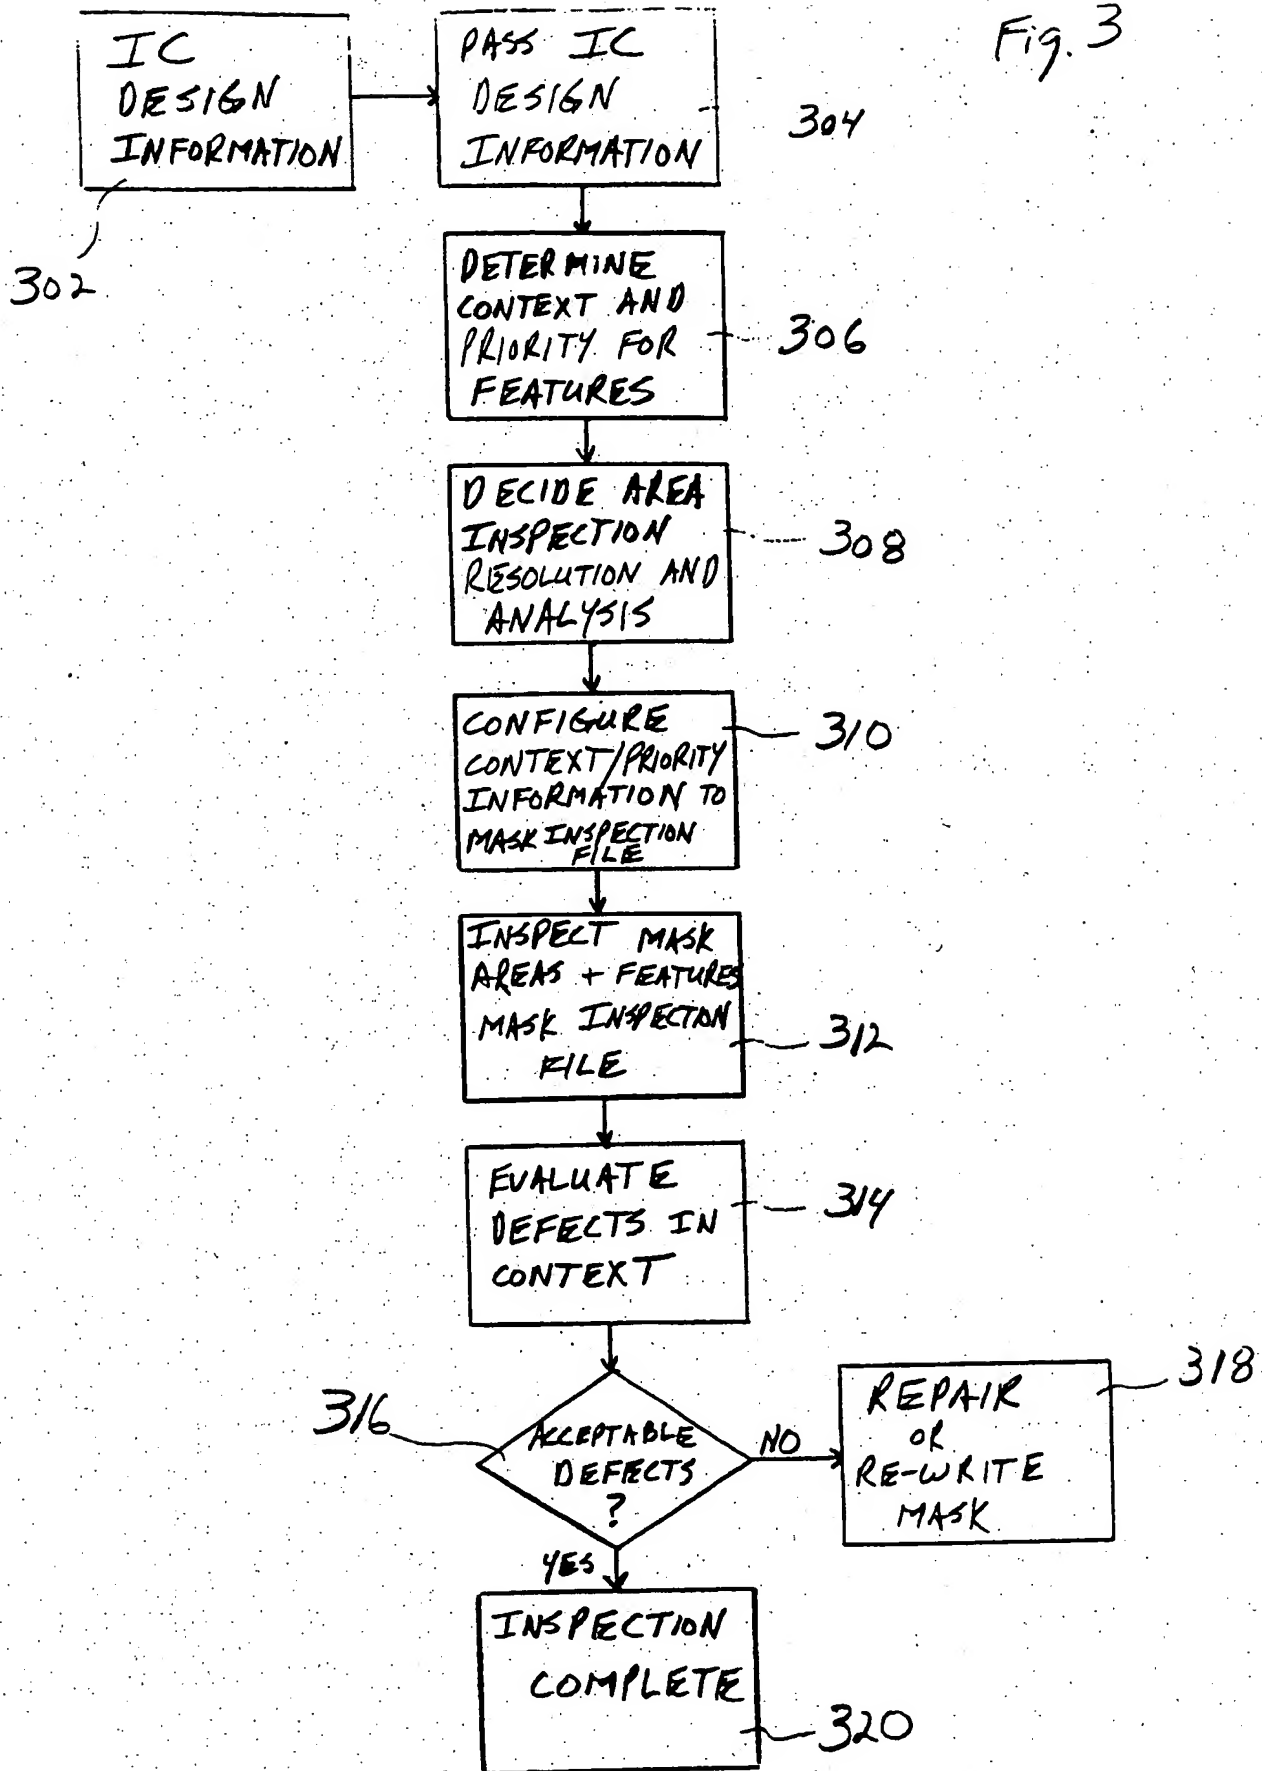 Fig. 3
IC
DESIGN
INFORMATION
302
PASS IC
DESIGN
INFORMATION
304
DETERMINE
CONTEXT AND
PRIORITY FOR
FEATURES
306
DECIDE AREA
INSPECTION
RESOLUTION AND
ANALYSIS
308
CONFIGURE
CONTEXT/PRIORITY
INFORMATION TO
MASK INSPECTION
FILE
310
INSPECT MASK
AREAS + FEATURES
MASK INSPECTION
FILE
312
EVALUATE
DEFECTS IN
CONTEXT
314
316
ACCEPTABLE
DEFECTS
?
NO
REPAIR
OR
RE-WRITE
MASK
318
YES
INSPECTION
COMPLETE
320